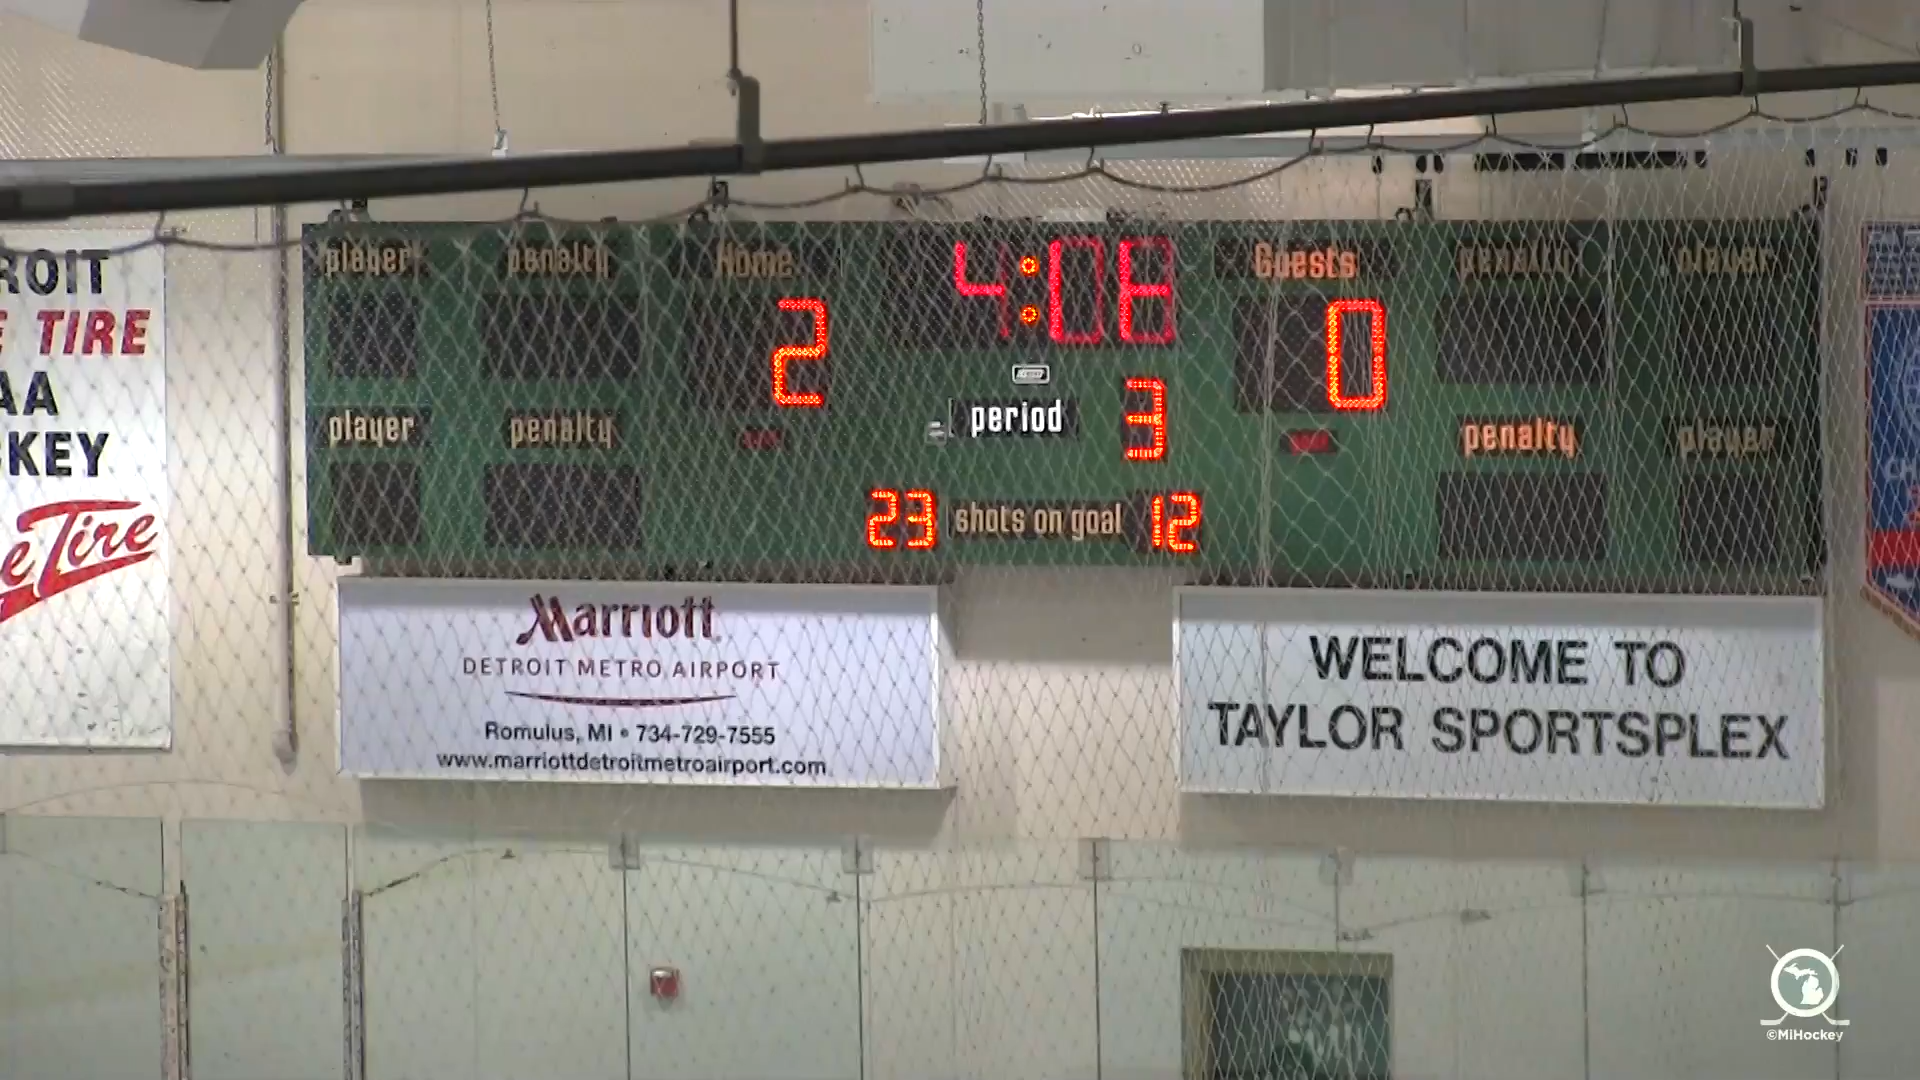 ROIT
E TIRE
AA
KEY
e Tire
player
penalty
Home
4:08
Guests
penalty
player
2
0
period
3
player
penalty
penalty
player
23
shots on goal
12
Marriott
DETROIT METRO AIRPORT
Romulus, MI • 734-729-7555
www.marriottdetroitmetroairport.com
WELCOME TO
TAYLOR SPORTSPLEX
CH
©MiHockey